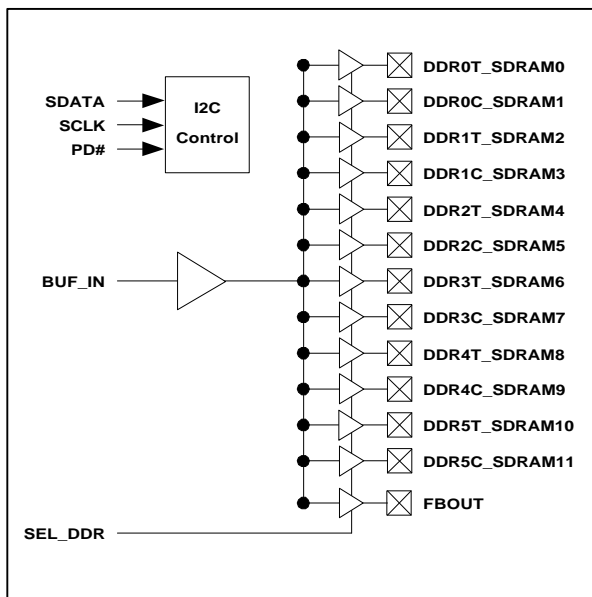 SDATA
SCLK
PD#
I2C
Control
BUF_IN
SEL_DDR
DDR0T_SDRAM0
DDR0C_SDRAM1
DDR1T_SDRAM2
DDR1C_SDRAM3
DDR2T_SDRAM4
DDR2C_SDRAM5
DDR3T_SDRAM6
DDR3C_SDRAM7
DDR4T_SDRAM8
DDR4C_SDRAM9
DDR5T_SDRAM10
DDR5C_SDRAM11
FBOUT